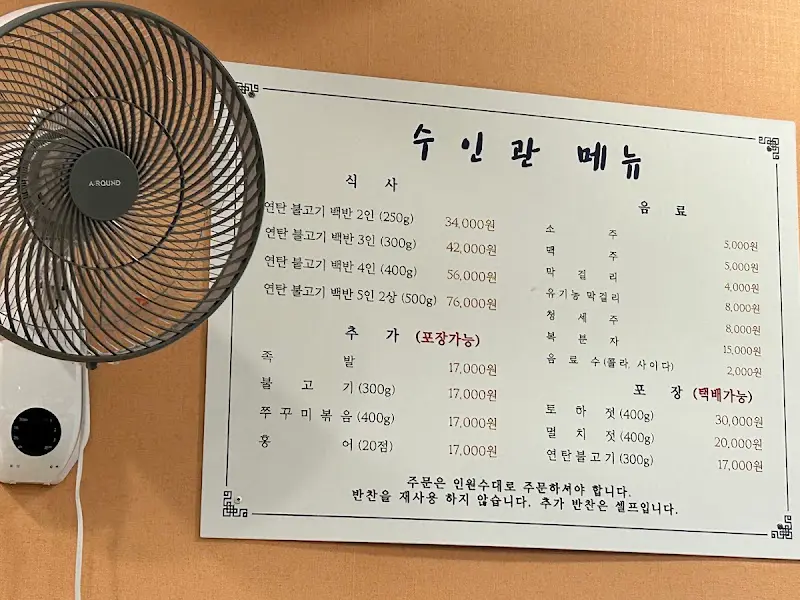 A:ROUND
수 인 관 메 뉴
식 사
연탄 불고기 백반 2인 (250g) 34,000원
연탄 불고기 백반 3인 (300g) 42,000원
연탄 불고기 백반 4인 (400g) 56,000원
연탄 불고기 백반 5인 2상 (500g) 76,000원
추 가 (포장가능)
족 발 17,000원
불 고 기 (300g) 17,000원
쭈꾸미볶음 (400g) 17,000원
홍 어 (20점) 17,000원
음 료
소 주 5,000원
맥 주 5,000원
막 걸 리 4,000원
유기농 막걸리 8,000원
청 세 주 8,000원
복 분 자 15,000원
음 료 수 (콜라, 사이다) 2,000원
포 장 (택배가능)
토 하 젓 (400g) 30,000원
멸 치 젓 (400g) 20,000원
연탄불고기 (300g) 17,000원
주문은 인원수대로 주문하셔야 합니다.
반찬을 재사용 하지 않습니다. 추가 반찬은 셀프입니다.